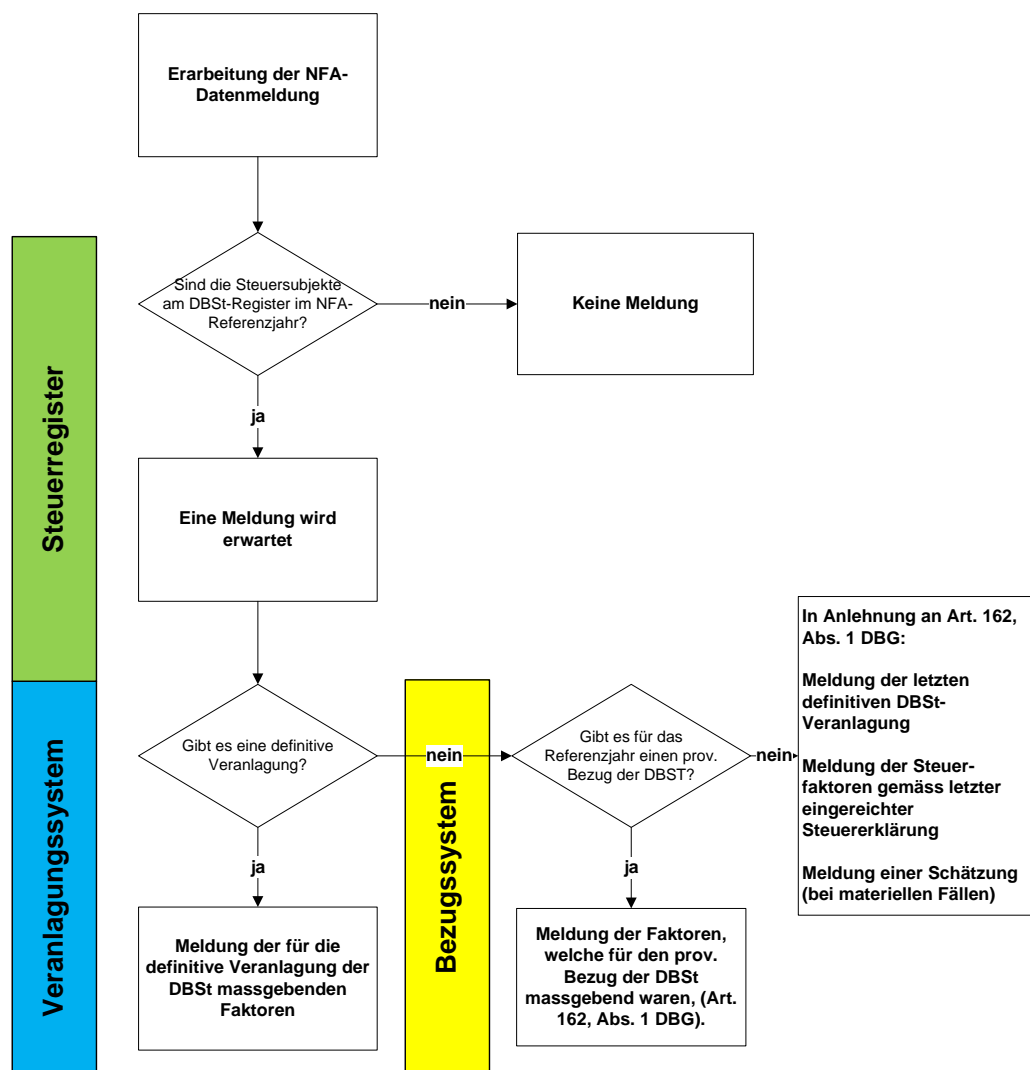 Erarbeitung der NFA-
Datenmeldung
Sind die Steuersubjekte
am DBSt-Register im NFA-
Referenzjahr?
nein
Keine Meldung
ja
Steuerregister
Eine Meldung wird
erwartet
Veranlagungssystem
Gibt es eine definitive
Veranlagung?
nein
Bezugssystem
Gibt es für das
Referenzjahr einen prov.
Bezug der DBST?
nein
In Anlehnung an Art. 162,
Abs. 1 DBG:
Meldung der letzten
definitiven DBSt-
Veranlagung
Meldung der Steuer-
faktoren gemäss letzter
eingereichter
Steuererklärung
Meldung einer Schätzung
(bei materiellen Fällen)
ja
Meldung der für die
definitive Veranlagung der
DBSt massgebenden
Faktoren
ja
Meldung der Faktoren,
welche für den prov.
Bezug der DBSt
massgebend waren, (Art.
162, Abs. 1 DBG).